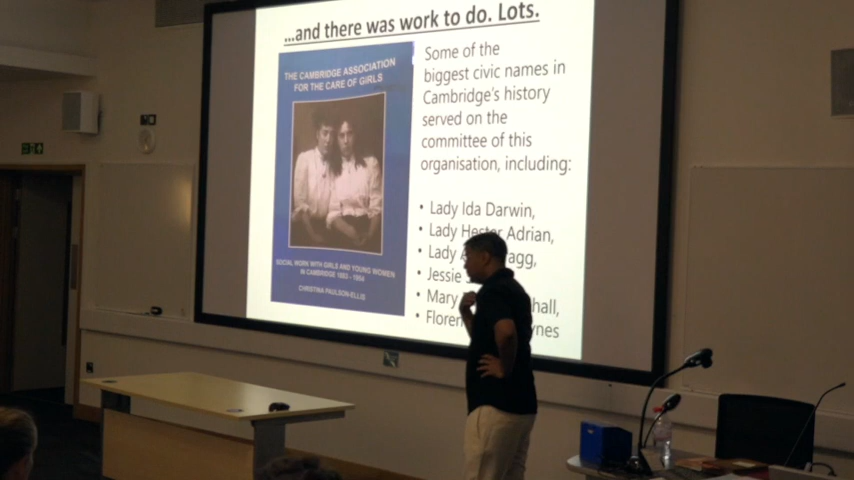 ...and there was work to do. Lots.
THE CAMBRIDGE ASSOCIATION
FOR THE CARE OF GIRLS
SOCIAL WORK WITH GIRLS AND YOUNG WOMEN
IN CAMBRIDGE 1883 - 1954
CHRISTINA PAULSON-ELLIS
Some of the
biggest civic names in
Cambridge's history
served on the
committee of this
organisation, including:
• Lady Ida Darwin,
• Lady Hester Adrian,
• Lady
• Jessie
• Mary